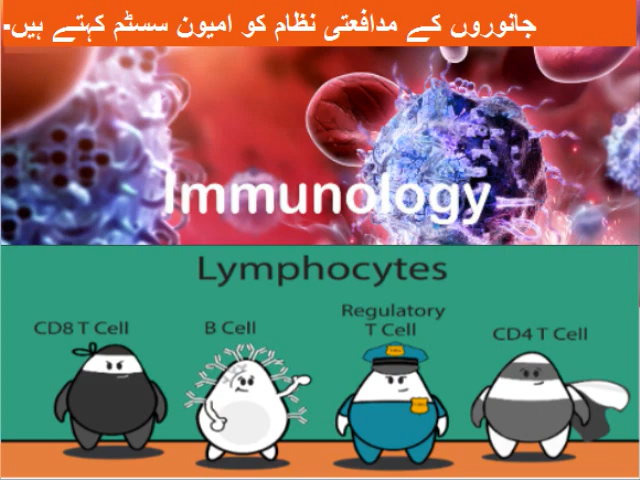 جانوروں کے مدافعتی نظام کو امیون سسٹم کہتے ہیں۔
Immunology
Lymphocytes
CD8 T Cell
B Cell
Regulatory
T Cell
CD4 T Cell